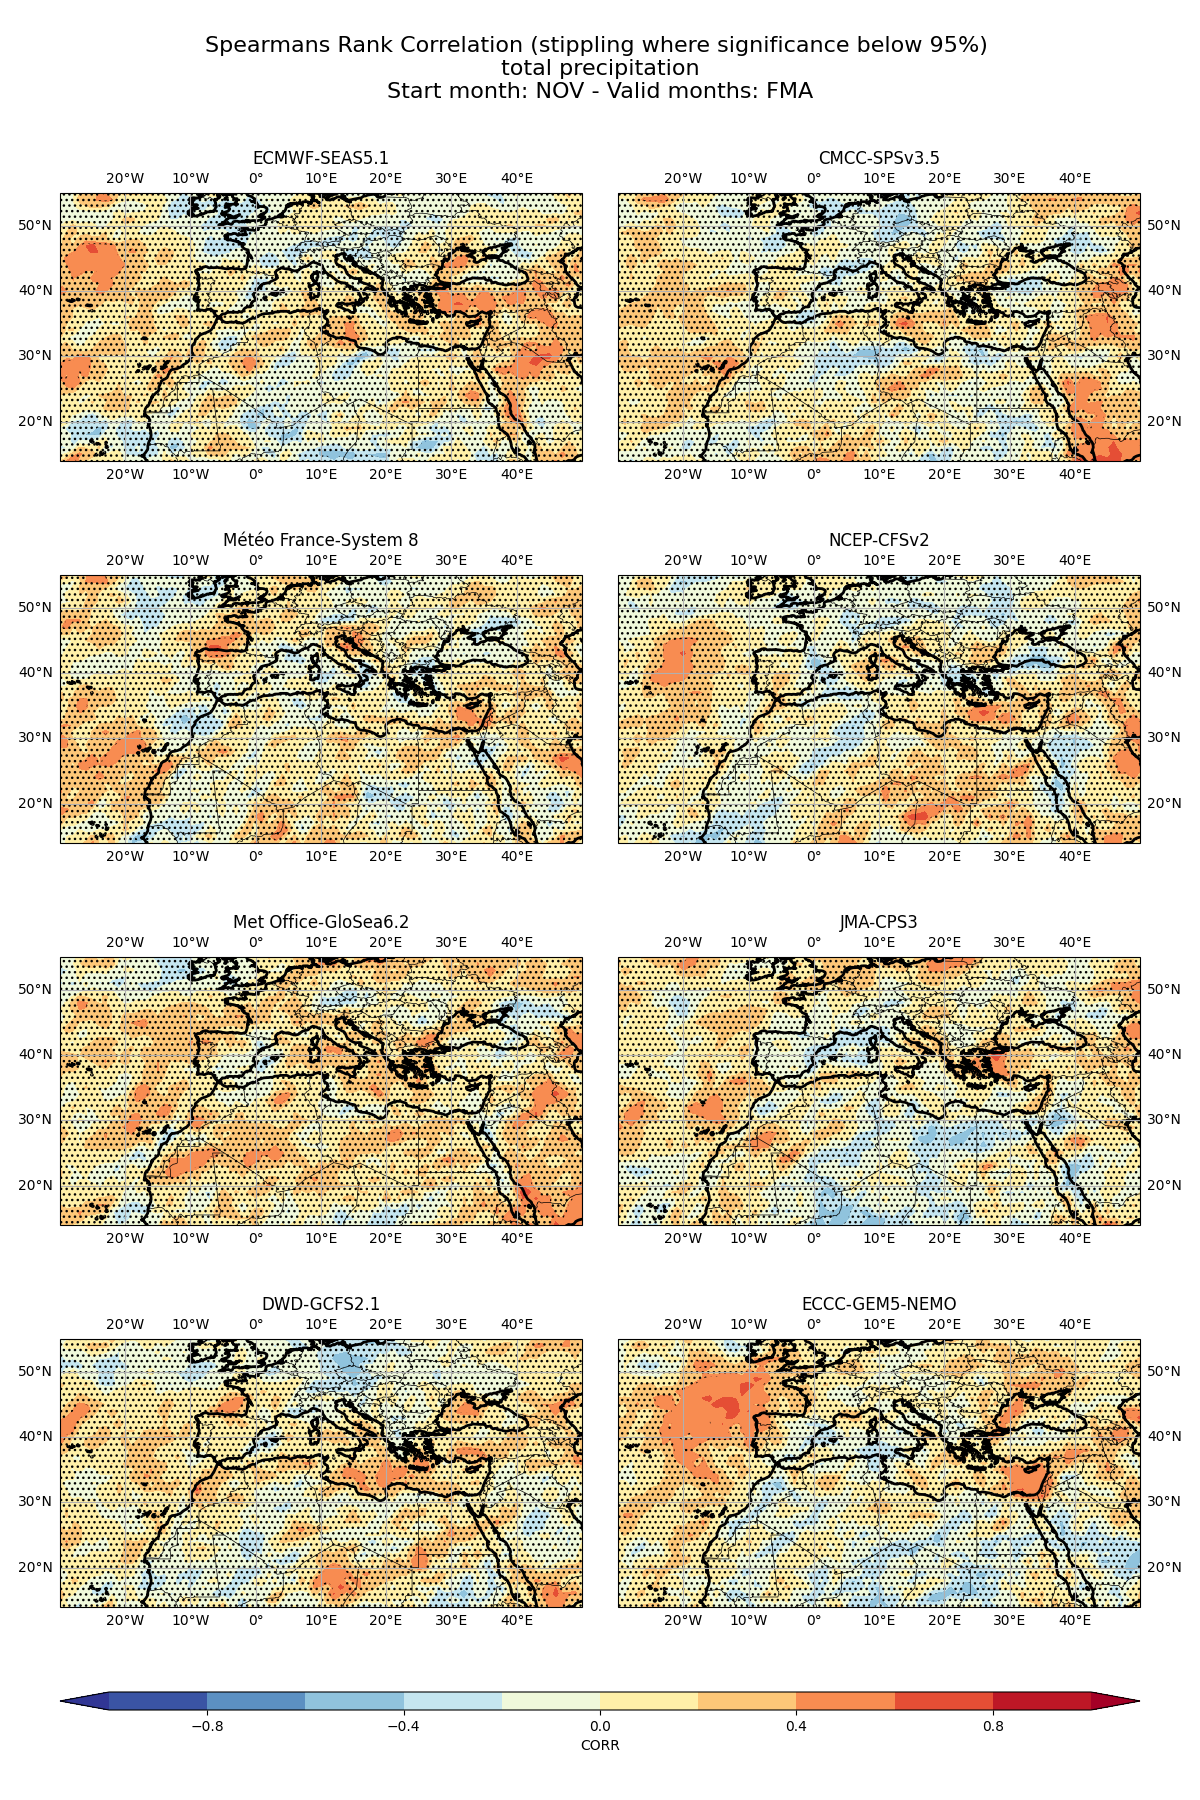 Spearmans Rank Correlation (stippling where significance below 95%)
total precipitation
Start month: NOV - Valid months: FMA
ECMWF-SEAS5.1
20°W 10°W 0° 10°E 20°E 30°E 40°E
50°N
40°N
30°N
20°N
20°W 10°W 0° 10°E 20°E 30°E 40°E
CMCC-SPSv3.5
20°W 10°W 0° 10°E 20°E 30°E 40°E
50°N
40°N
30°N
20°N
20°W 10°W 0° 10°E 20°E 30°E 40°E
Météo France-System 8
20°W 10°W 0° 10°E 20°E 30°E 40°E
50°N
40°N
30°N
20°N
20°W 10°W 0° 10°E 20°E 30°E 40°E
NCEP-CFSv2
20°W 10°W 0° 10°E 20°E 30°E 40°E
50°N
40°N
30°N
20°N
20°W 10°W 0° 10°E 20°E 30°E 40°E
Met Office-GloSea6.2
20°W 10°W 0° 10°E 20°E 30°E 40°E
50°N
40°N
30°N
20°N
20°W 10°W 0° 10°E 20°E 30°E 40°E
JMA-CPS3
20°W 10°W 0° 10°E 20°E 30°E 40°E
50°N
40°N
30°N
20°N
20°W 10°W 0° 10°E 20°E 30°E 40°E
DWD-GCFS2.1
20°W 10°W 0° 10°E 20°E 30°E 40°E
50°N
40°N
30°N
20°N
20°W 10°W 0° 10°E 20°E 30°E 40°E
ECCC-GEM5-NEMO
20°W 10°W 0° 10°E 20°E 30°E 40°E
50°N
40°N
30°N
20°N
20°W 10°W 0° 10°E 20°E 30°E 40°E
−0.8 −0.4 0.0 0.4 0.8
CORR